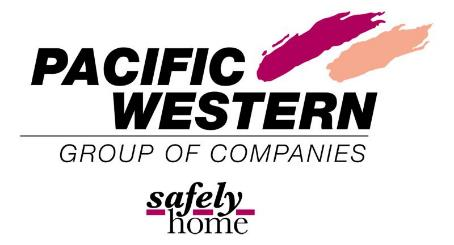 PACIFIC
WESTERN
GROUP OF COMPANIES
safely
home